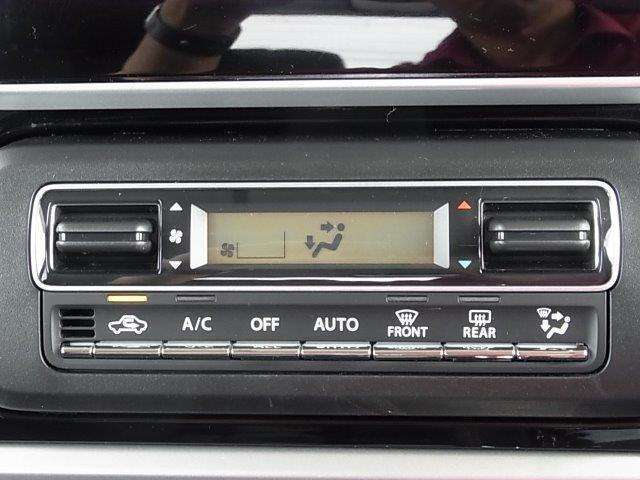 A/C OFF AUTO FRONT REAR